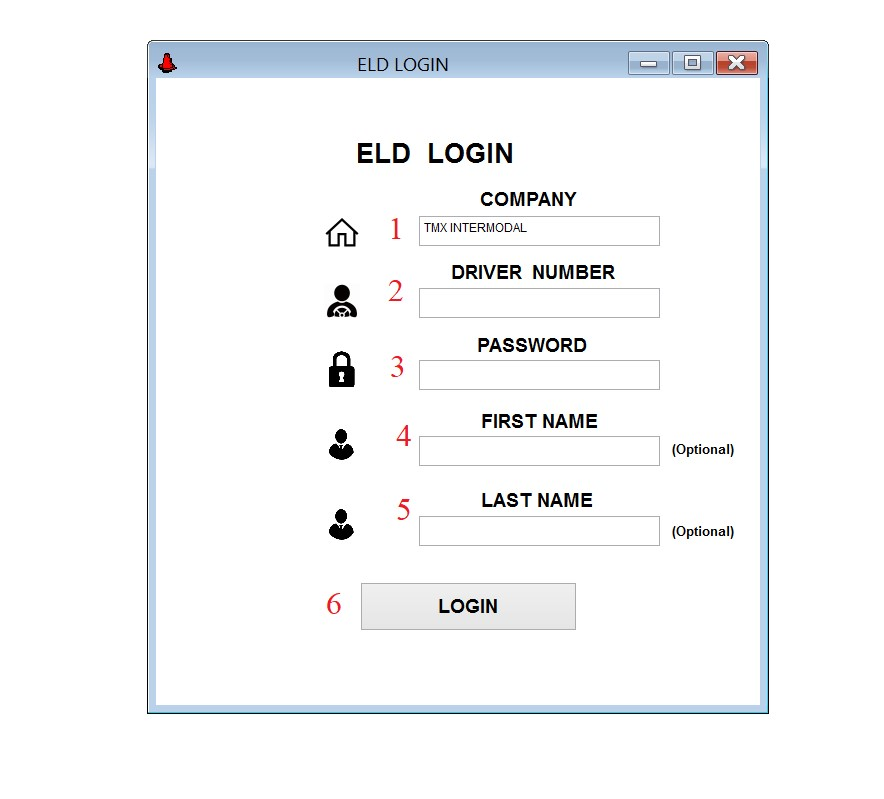 ELD LOGIN
ELD LOGIN
COMPANY
1 TMX INTERMODAL
DRIVER NUMBER
2
PASSWORD
3
FIRST NAME
4 (Optional)
LAST NAME
5 (Optional)
6 LOGIN